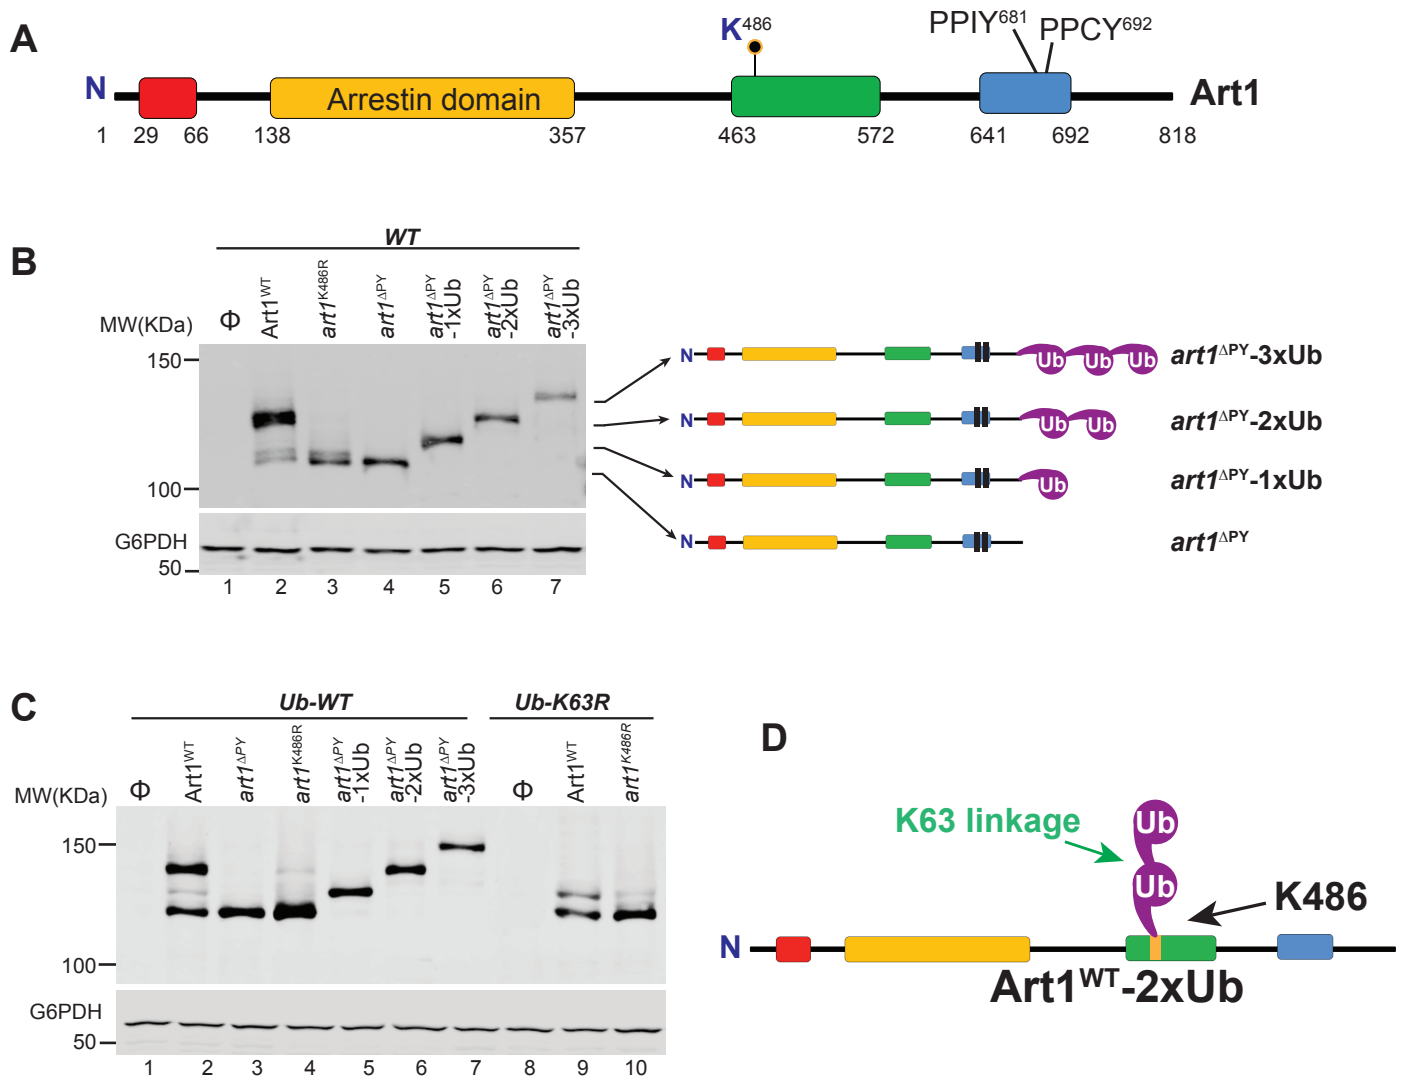 A
K486
PPIY681 PPCY692
N
Arrestin domain
Art1
1 29 66 138 357 463 572 641 692 818
B
WT
MW(KDa)
Φ
Art1WT
art1K486R
art1ΔPY
art1ΔPY
-1xUb
art1ΔPY
-2xUb
art1ΔPY
-3xUb
150
100
G6PDH
50
1 2 3 4 5 6 7
N Ub Ub Ub art1ΔPY-3xUb
N Ub Ub art1ΔPY-2xUb
N Ub art1ΔPY-1xUb
N art1ΔPY
C
Ub-WT Ub-K63R
MW(KDa)
Φ
Art1WT
art1ΔPY
art1K486R
art1ΔPY
-1xUb
art1ΔPY
-2xUb
art1ΔPY
-3xUb
Φ
Art1WT
art1K486R
150
100
G6PDH
50
1 2 3 4 5 6 7 8 9 10
D
K63 linkage
Ub
Ub
K486
N
Art1WT-2xUb